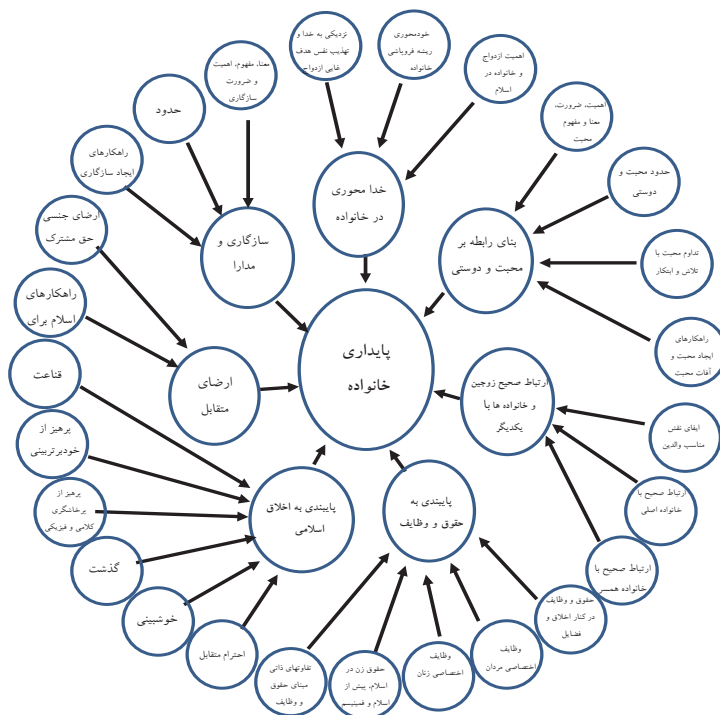 پایداری
خانواده
خدا محوری
در خانواده
نزدیکی به خدا و
تهذیب نفس هدف
غایی ازدواج
خودمحوری
ریشه فروپاشی
خانواده
اهمیت ازدواج
و خانواده در
اسلام
بنای رابطه بر
محبت و دوستی
اهمیت، ضرورت،
معنا و مفهوم
محبت
حدود محبت و
دوستی
تداوم محبت با
تلاش و ابتکار
راهکارهای
ایجاد محبت و
آفات محبت
ارتباط صحیح زوجین
و خانواده ها با
یکدیگر
ایفای نقش
مناسب والدین
ارتباط صحیح با
خانواده اصلی
ارتباط صحیح با
خانواده همسر
پایبندی به
حقوق و وظایف
حقوق و وظایف
در کنار اخلاق و
فضایل
وظایف
اختصاصی مردان
وظایف
اختصاصی زنان
حقوق زن در
اسلام، پیش از
اسلام و فمینیسم
تفاوتهای ذاتی
مبنای حقوق
و وظایف
پایبندی به اخلاق
اسلامی
احترام متقابل
خوشبینی
گذشت
پرهیز از
پرخاشگری
کلامی و فیزیکی
پرهیز از
خودبرتربینی
قناعت
ارضای
متقابل
راهکارهای
اسلام برای
ارضای جنسی
حق مشترک
سازگاری و
مدارا
راهکارهای
ایجاد سازگاری
حدود
معنا، مفهوم، اهمیت
و ضرورت
سازگاری